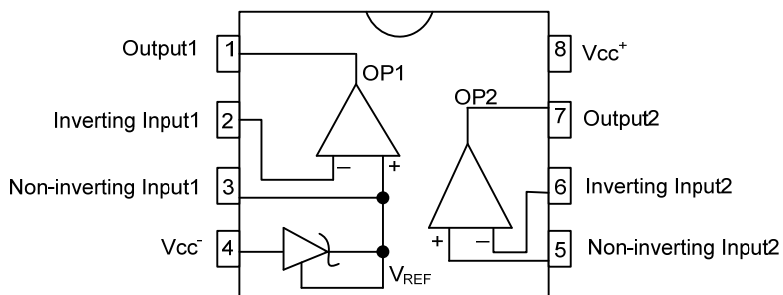 Output1
1
OP1
8
Vcc+
Inverting Input1
2
OP2
7
Output2
− +
Non-inverting Input1
3
6
Inverting Input2
Vcc-
4
+ −
5
Non-inverting Input2
VREF